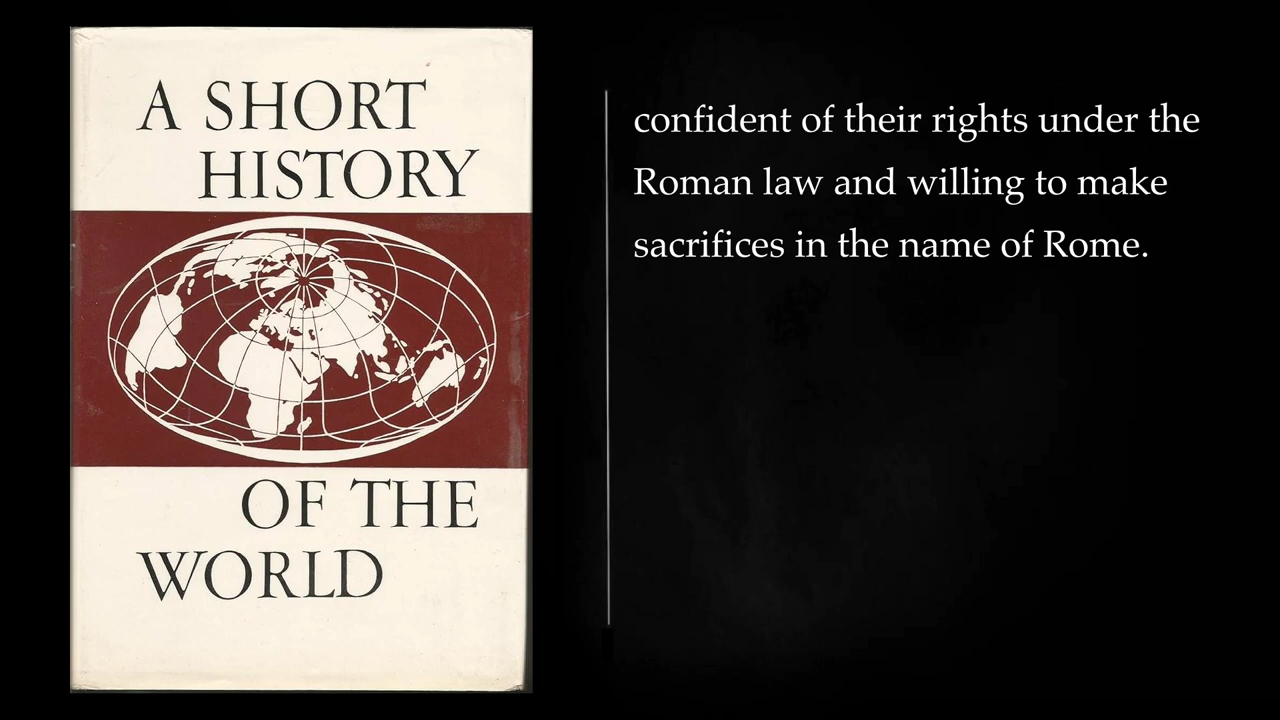 A SHORT
HISTORY
OF THE
WORLD
confident of their rights under the
Roman law and willing to make
sacrifices in the name of Rome.